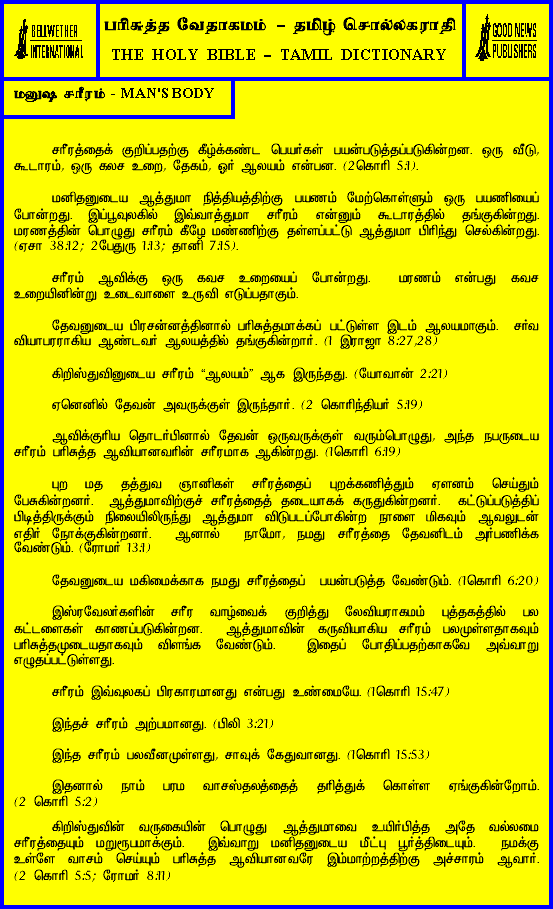 BELLWETHER
INTERNATIONAL
பரிசுத்த வேதாகமம் – தமிழ் சொல்லகராதி
THE HOLY BIBLE – TAMIL DICTIONARY
GOOD NEWS
PUBLISHERS
மனுஷ சரீரம் - MAN'S BODY
சரீரத்தைக் குறிப்பதற்கு கீழ்க்கண்ட பெயர்கள் பயன்படுத்தப்படுகின்றன. ஒரு வீடு,
கூடாரம், ஒரு கலச உறை, தேகம், ஓர் ஆலயம் என்பன. (2கொரி 5:1).
மனிதனுடைய ஆத்துமா நித்தியத்திற்கு பயணம் மேற்கொள்ளும் ஒரு பயணியைப்
போன்றது. இப்பூவுலகில் இவ்வாத்துமா சரீரம் என்னும் கூடாரத்தில் தங்குகின்றது.
மரணத்தின் பொழுது சரீரம் கீழே மண்ணிற்கு தள்ளப்பட்டு ஆத்துமா பிரிந்து செல்கின்றது.
(ஏசா 38:12; 2பேதுரு 1:13; தானி 7:15).
சரீரம் ஆவிக்கு ஒரு கவச உறையைப் போன்றது. மரணம் என்பது கவச
உறையினின்று உடைவாளை உருவி எடுப்பதாகும்.
தேவனுடைய பிரசன்னத்தினால் பரிசுத்தமாக்கப் பட்டுள்ள இடம் ஆலயமாகும். சர்வ
வியாபரராகிய ஆண்டவர் ஆலயத்தில் தங்குகின்றார். (1 இராஜா 8:27,28)
கிறிஸ்துவினுடைய சரீரம் “ஆலயம்” ஆக இருந்தது. (யோவான் 2:21)
ஏனெனில் தேவன் அவருக்குள் இருந்தார். (2 கொரிந்தியர் 5:19)
ஆவிக்குரிய தொடர்பினால் தேவன் ஒருவருக்குள் வரும்பொழுது, அந்த நபருடைய
சரீரம் பரிசுத்த ஆவியானவரின் சரீரமாக ஆகின்றது. (1கொரி 6:19)
புற மத தத்துவ ஞானிகள் சரீரத்தைப் புறக்கணித்தும் ஏளனம் செய்தும்
பேசுகின்றனர். ஆத்துமாவிற்குச் சரீரத்தைத் தடையாகக் கருதுகின்றனர். கட்டுப்படுத்திப்
பிடித்திருக்கும் நிலையிலிருந்து ஆத்துமா விடுபடப்போகின்ற நாளை மிகவும் ஆவலுடன்
எதிர் நோக்குகின்றனர். ஆனால் நாமோ, நமது சரீரத்தை தேவனிடம் அர்பணிக்க
வேண்டும். (ரோமர் 13:1)
தேவனுடைய மகிமைக்காக நமது சரீரத்தைப் பயன்படுத்த வேண்டும். (1கொரி 6:20)
இஸ்ரவேலர்களின் சரீர வாழ்வைக் குறித்து லேவியராகமம் புத்தகத்தில் பல
கட்டளைகள் காணப்படுகின்றன. ஆத்துமாவின் கருவியாகிய சரீரம் பலமுள்ளதாகவும்
பரிசுத்தமுடையதாகவும் விளங்க வேண்டும். இதைப் போதிப்பதற்காகவே அவ்வாறு
எழுதப்பட்டுள்ளது.
சரீரம் இவ்வுலகப் பிரகாரமானது என்பது உண்மையே. (1கொரி 15:47)
இந்தச் சரீரம் அற்பமானது. (பிலி 3:21)
இந்த சரீரம் பலவீனமுள்ளது, சாவுக் கேதுவானது. (1கொரி 15:53)
இதனால் நாம் பரம வாசஸ்தலத்தைத் தரித்துக் கொள்ள ஏங்குகின்றோம்.
(2 கொரி 5:2)
கிறிஸ்துவின் வருகையின் பொழுது ஆத்துமாவை உயிர்பித்த அதே வல்லமை
சரீரத்தையும் மறுரூபமாக்கும். இவ்வாறு மனிதனுடைய மீட்பு பூர்த்திடையும். நமக்கு
உள்ளே வாசம் செய்யும் பரிசுத்த ஆவியானவரே இம்மாற்றத்திற்கு அச்சாரம் ஆவார்.
(2 கொரி 5:5; ரோமர் 8:11)